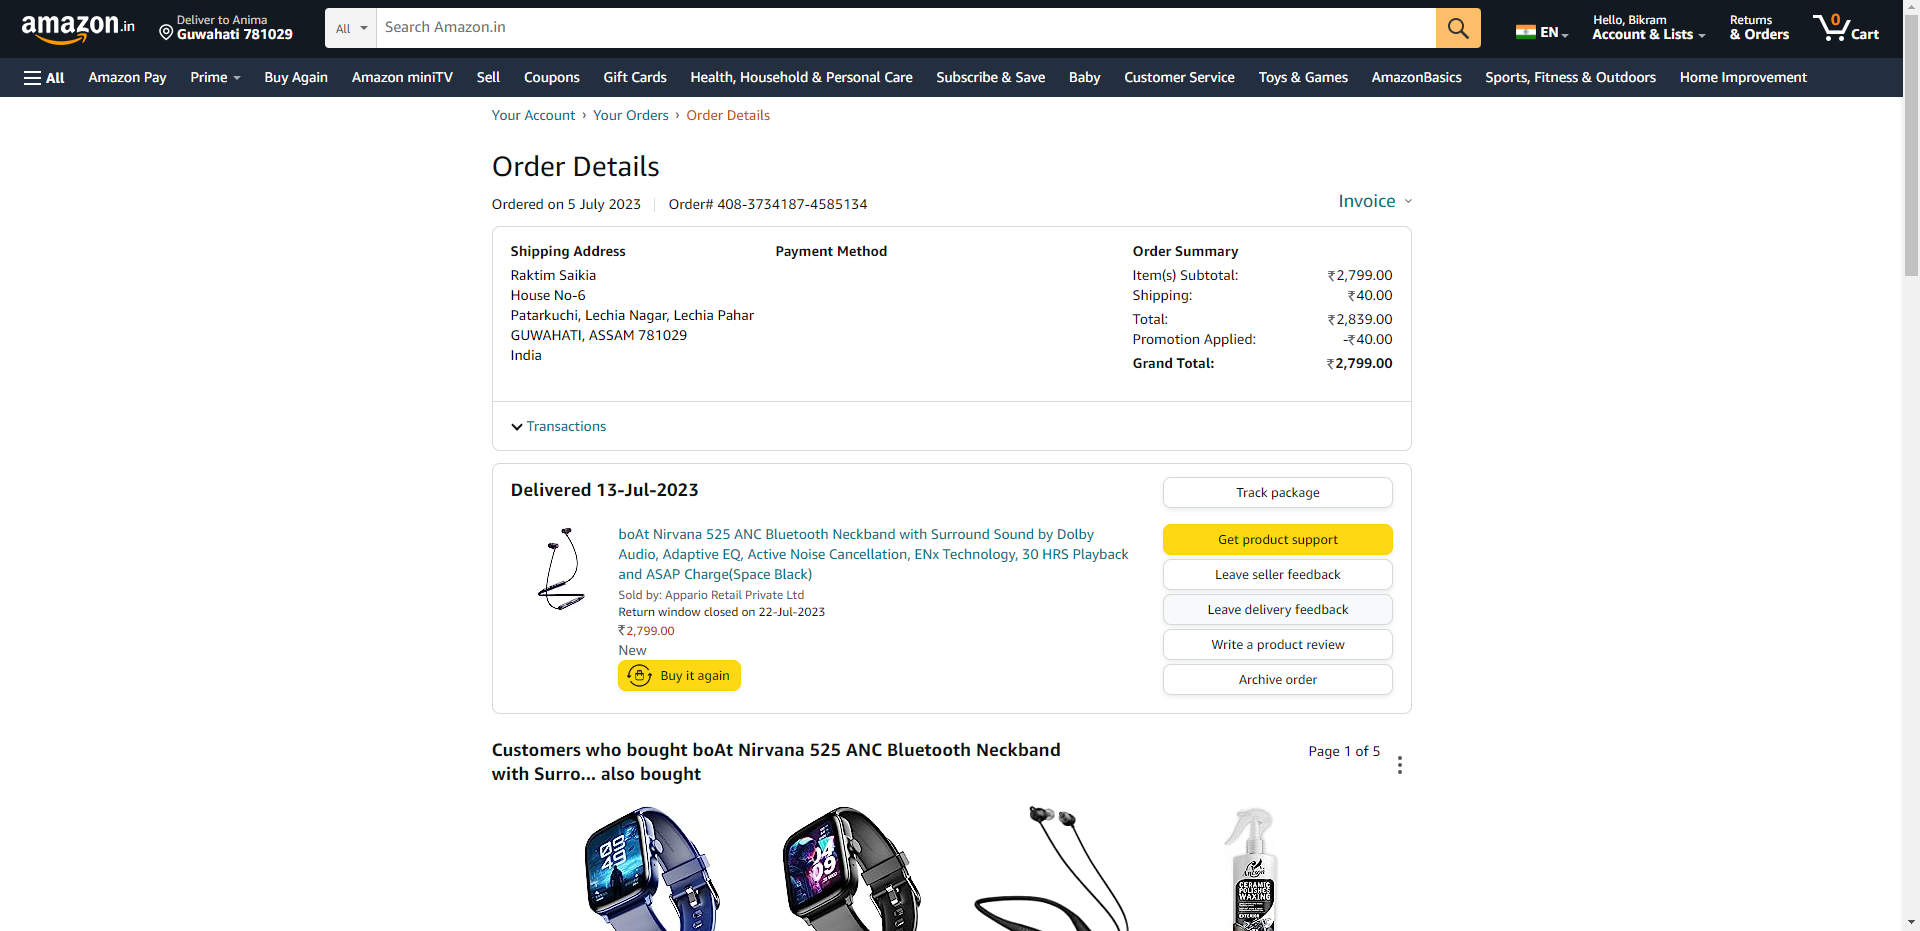 amazon.in
Deliver to Anima
Guwahati 781029
All
Search Amazon.in
EN
Hello, Bikram
Account & Lists
Returns
& Orders
0
Cart
All
Amazon Pay
Prime
Buy Again
Amazon miniTV
Sell
Coupons
Gift Cards
Health, Household & Personal Care
Subscribe & Save
Baby
Customer Service
Toys & Games
AmazonBasics
Sports, Fitness & Outdoors
Home Improvement
Your Account › Your Orders › Order Details
Order Details
Ordered on 5 July 2023
Order# 408-3734187-4585134
Invoice
Shipping Address
Raktim Saikia
House No-6
Patarkuchi, Lechia Nagar, Lechia Pahar
GUWAHATI, ASSAM 781029
India
Payment Method
Order Summary
Item(s) Subtotal: ₹2,799.00
Shipping: ₹40.00
Total: ₹2,839.00
Promotion Applied: -₹40.00
Grand Total: ₹2,799.00
Transactions
Delivered 13-Jul-2023
boAt Nirvana 525 ANC Bluetooth Neckband with Surround Sound by Dolby
Audio, Adaptive EQ, Active Noise Cancellation, ENx Technology, 30 HRS Playback
and ASAP Charge(Space Black)
Sold by: Appario Retail Private Ltd
Return window closed on 22-Jul-2023
₹2,799.00
New
Buy it again
Track package
Get product support
Leave seller feedback
Leave delivery feedback
Write a product review
Archive order
Customers who bought boAt Nirvana 525 ANC Bluetooth Neckband
with Surro... also bought
Page 1 of 5
09
49
04
09
CERAMIC
POLISHES
WAXING
EXTERIOR